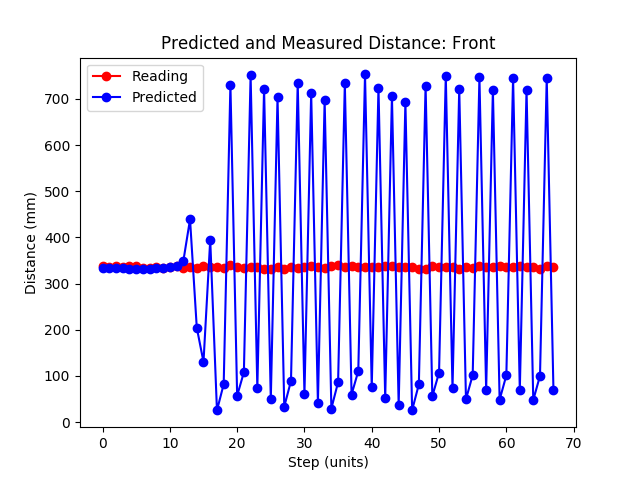 Predicted and Measured Distance: Front
Reading
Predicted
Distance (mm)
700
600
500
400
300
200
100
0
0 10 20 30 40 50 60 70
Step (units)